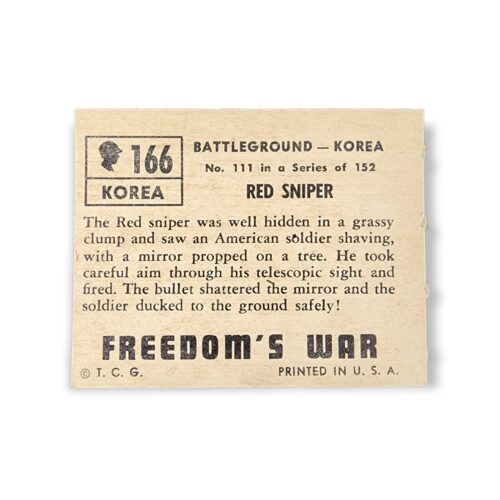 166
KOREA
BATTLEGROUND — KOREA
No. 111 in a Series of 152
RED SNIPER
The Red sniper was well hidden in a grassy
clump and saw an American soldier shaving,
with a mirror propped on a tree. He took
careful aim through his telescopic sight and
fired. The bullet shattered the mirror and the
soldier ducked to the ground safely!
FREEDOM'S WAR
© T. C. G.
PRINTED IN U. S. A.